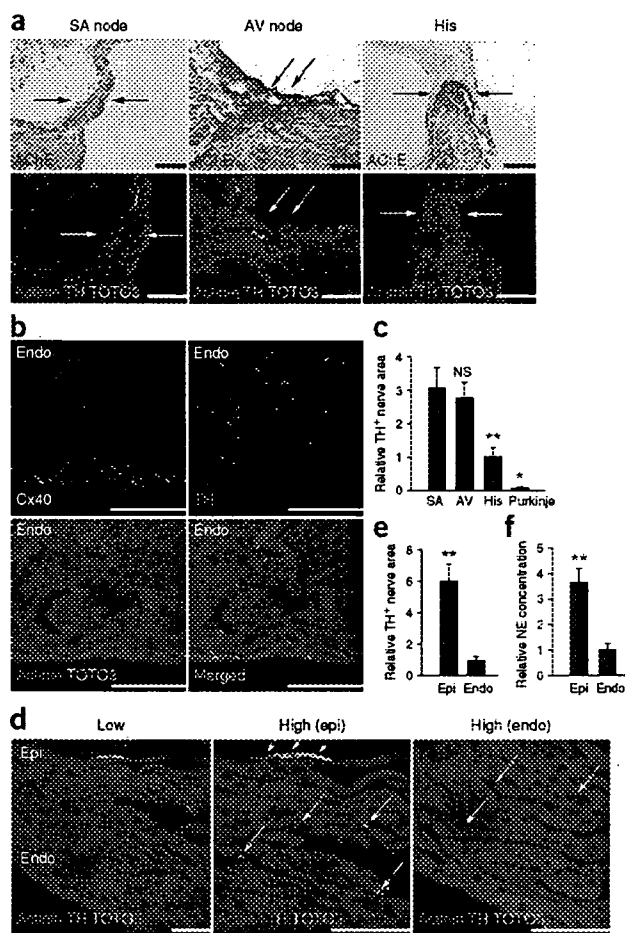 a
SA node
AV node
His
AChE
AChE
AChE
Actinin TH TOTO3
Actinin TH TOTO3
Actinin TH TOTO3
b
Endo
Endo
Cx40
TH
Endo
Endo
Actinin TOTO3
Merged
c
Relative TH+ nerve area
4
3
2
1
0
NS
**
*
SA
AV
His
Purkinje
e
Relative TH+ nerve area
8
6
4
2
0
**
Epi
Endo
f
Relative NE concentration
5
4
3
2
1
0
**
Epi
Endo
d
Low
High (epi)
High (endo)
Epi
Endo
Actinin TH TOTO3
TH TOTO3
Actinin TH TOTO3